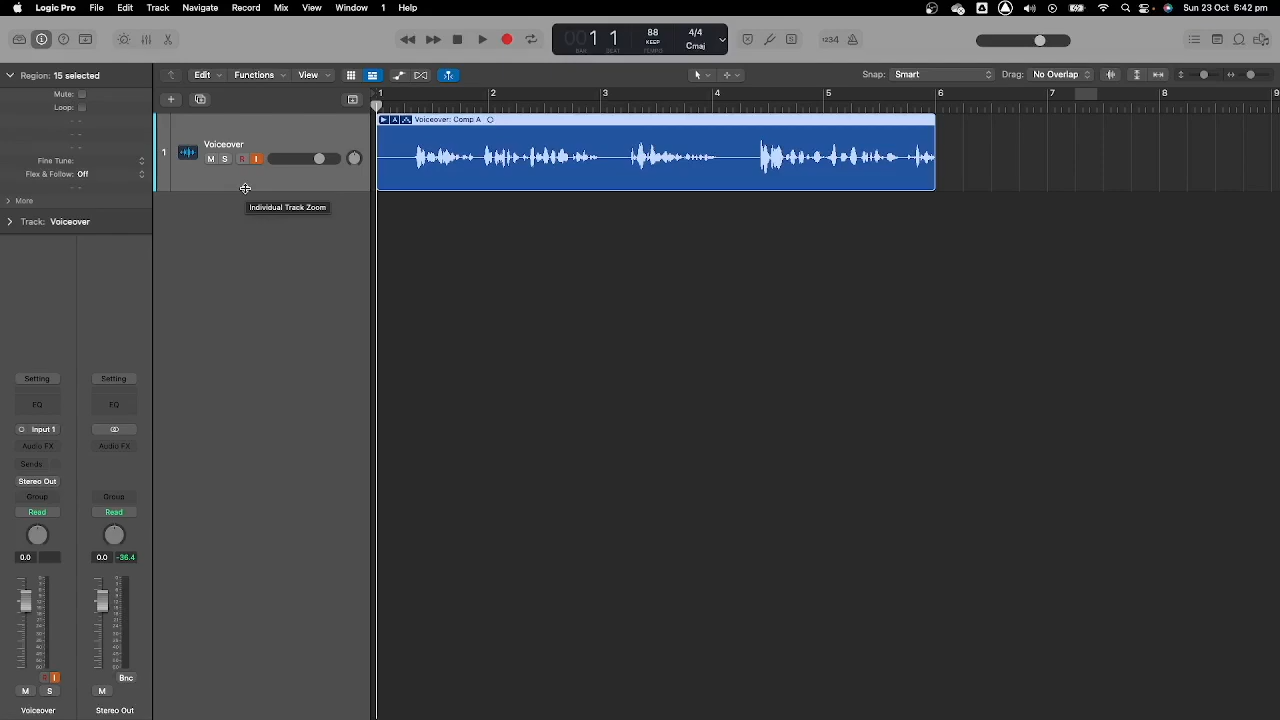 Logic Pro File Edit Track Navigate Record Mix View Window 1 Help Sun 23 Oct 6:42 pm
001 1 88 4/4
KEEP Cmaj
BAR BEAT TEMPO
1234
Region: 15 selected
Edit Functions View Snap: Smart Drag: No Overlap
Mute:
Loop:
1 2 3 4 5 6 7 8 9
Voiceover: Comp A
1 Voiceover
M S R I
Fine Tune:
Flex & Follow: Off
More
Individual Track Zoom
Track: Voiceover
Setting Setting
EQ EQ
Input 1
Audio FX Audio FX
Sends
Stereo Out
Group Group
Read Read
0.0 0.0 -36.4
R I Bnc
M S M
Voiceover Stereo Out